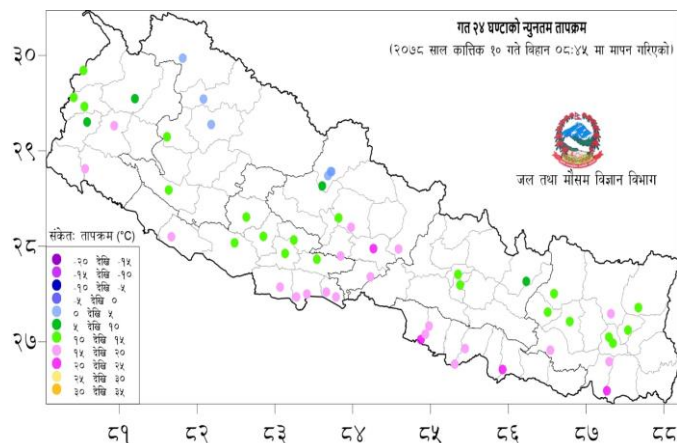 गत २४ घण्टाको न्युनतम तापक्रम
(२०७८ साल कात्तिक १० गते बिहान ०८:४५ मा मापन गरिएको)
जल तथा मौसम विज्ञान विभाग
३०
२९
२८
२७
संकेतः तापक्रम (°C)
-२० देखि -१५
-१५ देखि -१०
-१० देखि -५
-५ देखि ०
० देखि ५
५ देखि १०
१० देखि १५
१५ देखि २०
२० देखि २५
२५ देखि ३०
३० देखि ३५
८१ ८२ ८३ ८४ ८५ ८६ ८७ ८८